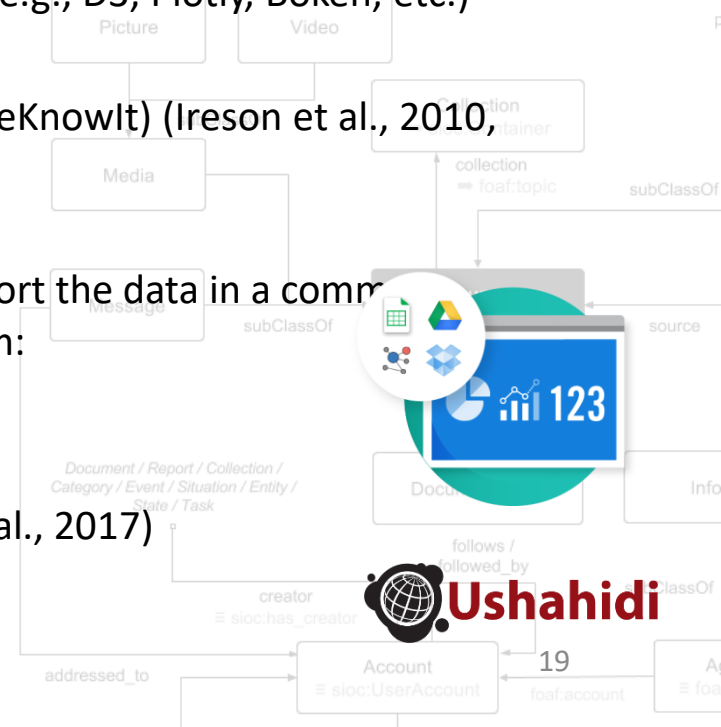 e.g., D3, Plotly, Bokeh, etc.)
Picture
Video
eKnowIt) (Ireson et al., 2010,
collection
➡ foaf:topic
Media
subClassOf
ort the data in a comm
Message
subClassOf
source
n:
123
Document / Report / Collection /
Category / Event / Situation / Entity /
State / Task
Docu
Info
al., 2017)
follows /
followed_by
creator
≡ sioc:has_creator
Ushahidi
subClassOf
19
addressed_to
Account
≡ sioc:UserAccount
foaf:account
Ag
≡ foa